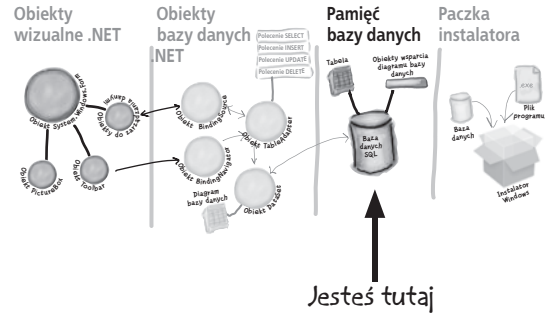 Obiekty
wizualne .NET
Obiekty
bazy danych
.NET
Pamięć
bazy danych
Paczka
instalatora
Polecenie SELECT
Polecenie INSERT
Polecenie UPDATE
Polecenie DELETE
Obiekt System.Windows.Form
Obiekty do zarządzania danymi
Obiekt PictureBox
Obiekt Toolbar
Obiekt BindingSource
Obiekt TableAdapter
Obiekt BindingNavigator
Diagram
bazy danych
Obiekt DataSet
Tabela
Obiekty wsparcia
diagramu bazy
danych
Baza
danych
SQL
Baza
danych
.EXE
Plik
programu
Instalator
Windows
Jesteś tutaj